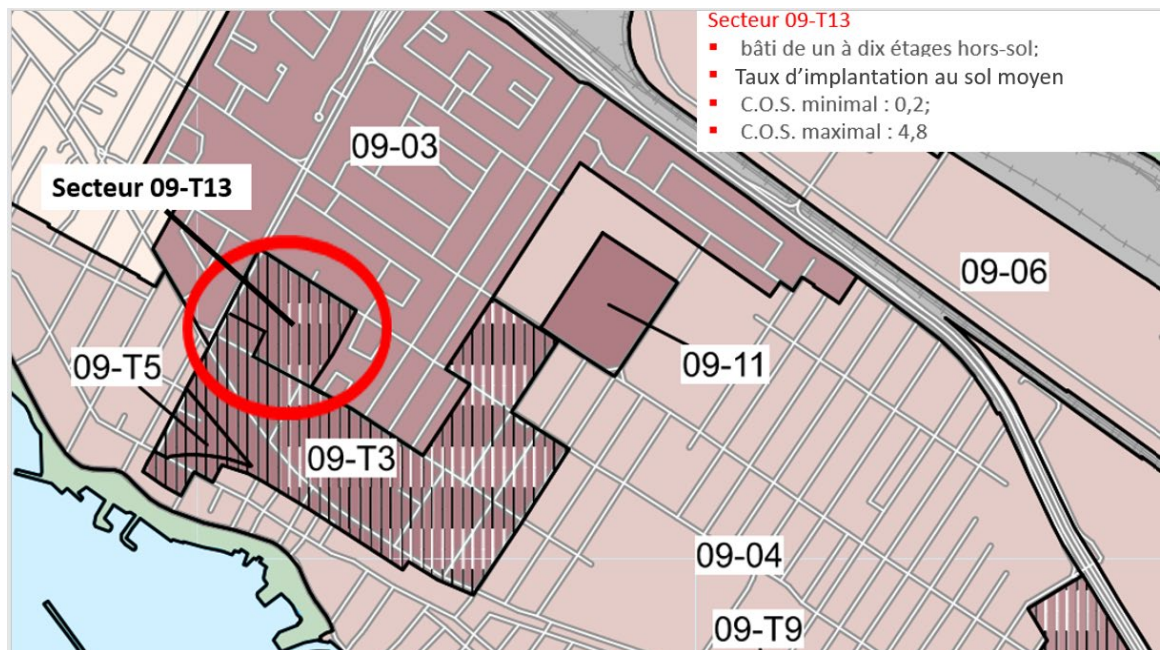 Secteur 09-T13
▪ bâti de un à dix étages hors-sol;
▪ Taux d'implantation au sol moyen
▪ C.O.S. minimal : 0,2;
▪ C.O.S. maximal : 4,8
09-03
Secteur 09-T13
09-06
09-11
09-T5
09-T3
09-04
09-T9